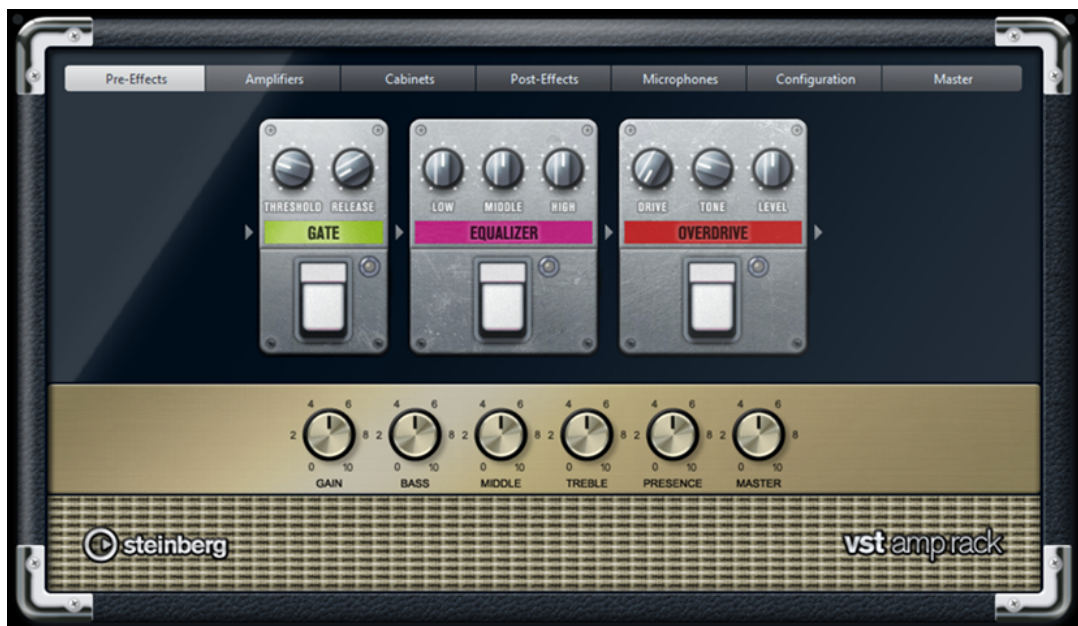 Pre-Effects Amplifiers Cabinets Post-Effects Microphones Configuration Master
THRESHOLD RELEASE LOW MIDDLE HIGH DRIVE TONE LEVEL
GATE EQUALIZER OVERDRIVE
4 6 4 6 4 6 4 6 4 6 4 6
2 8 2 8 2 8 2 8 2 8 2 8
0 10 0 10 0 10 0 10 0 10 0 10
GAIN BASS MIDDLE TREBLE PRESENCE MASTER
steinberg vst amp rack